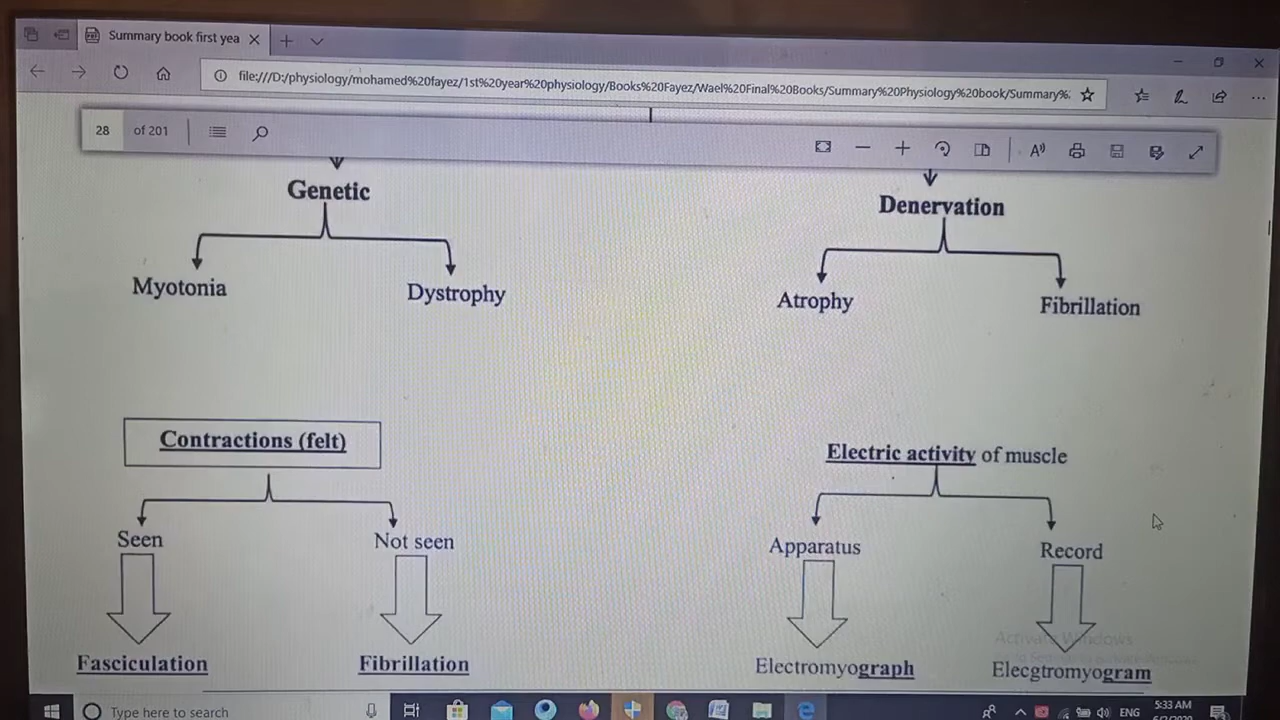 Summary book first yea
file:///D:/physiology/mohamed%20fayez/1st%20year%20physiology/Books%20Fayez/Wael%20Final%20Books/Summary%20Physiology%20book/Summary%
28 of 201
Genetic
Denervation
Myotonia
Dystrophy
Atrophy
Fibrillation
Contractions (felt)
Electric activity of muscle
Seen
Not seen
Apparatus
Record
Activate Windows
Fasciculation
Fibrillation
Electromyograph
Elecgtromyogram
Type here to search
ENG
5:33 AM